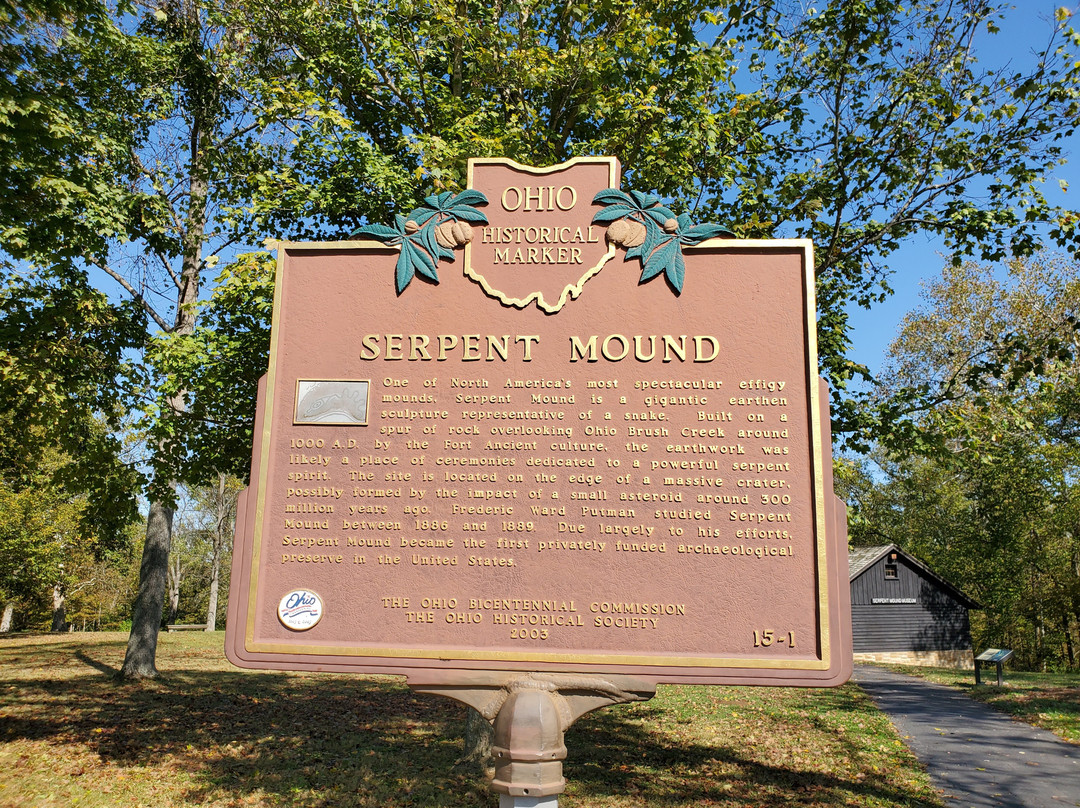 OHIO
HISTORICAL
MARKER
SERPENT MOUND
One of North America's most spectacular effigy
mounds, Serpent Mound is a gigantic earthen
sculpture representative of a snake. Built on a
spur of rock overlooking Ohio Brush Creek around
1000 A.D. by the Fort Ancient culture, the earthwork was
likely a place of ceremonies dedicated to a powerful serpent
spirit. The site is located on the edge of a massive crater,
possibly formed by the impact of a small asteroid around 300
million years ago. Frederic Ward Putman studied Serpent
Mound between 1886 and 1889. Due largely to his efforts,
Serpent Mound became the first privately funded archaeological
preserve in the United States.
Ohio
THE OHIO BICENTENNIAL COMMISSION
THE OHIO HISTORICAL SOCIETY
2003
15-1
SERPENT MOUND MUSEUM